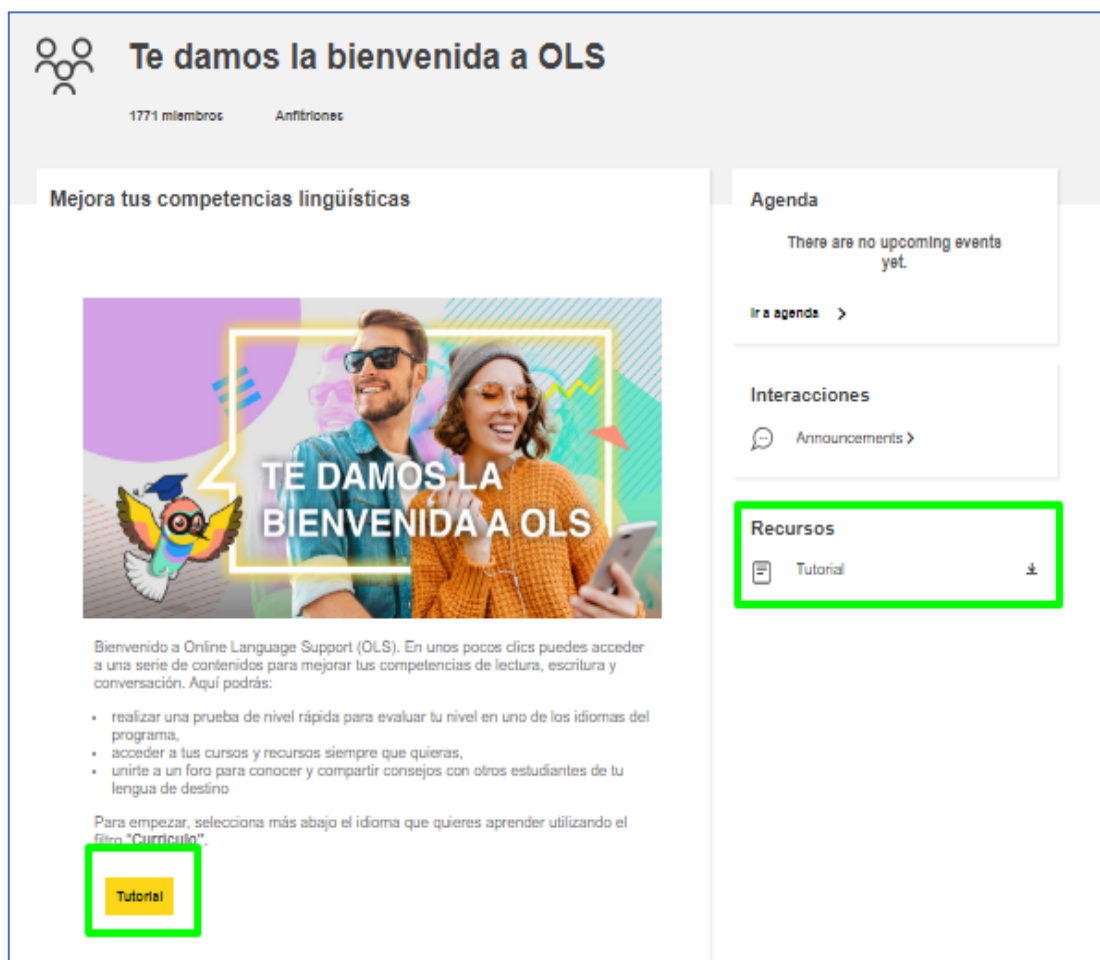 Te damos la bienvenida a OLS
1771 miembros Anfitriones
Mejora tus competencias lingüísticas
TE DAMOS LA
BIENVENIDA A OLS
Bienvenido a Online Language Support (OLS). En unos pocos clics puedes acceder
a una serie de contenidos para mejorar tus competencias de lectura, escritura y
conversación. Aquí podrás:
• realizar una prueba de nivel rápida para evaluar tu nivel en uno de los idiomas del
programa,
• acceder a tus cursos y recursos siempre que quieras,
• unirte a un foro para conocer y compartir consejos con otros estudiantes de tu
lengua de destino
Para empezar, selecciona más abajo el idioma que quieres aprender utilizando el
filtro "Currículo".
Tutorial
Agenda
There are no upcoming events
yet.
Ir a agenda >
Interacciones
Announcements >
Recursos
Tutorial